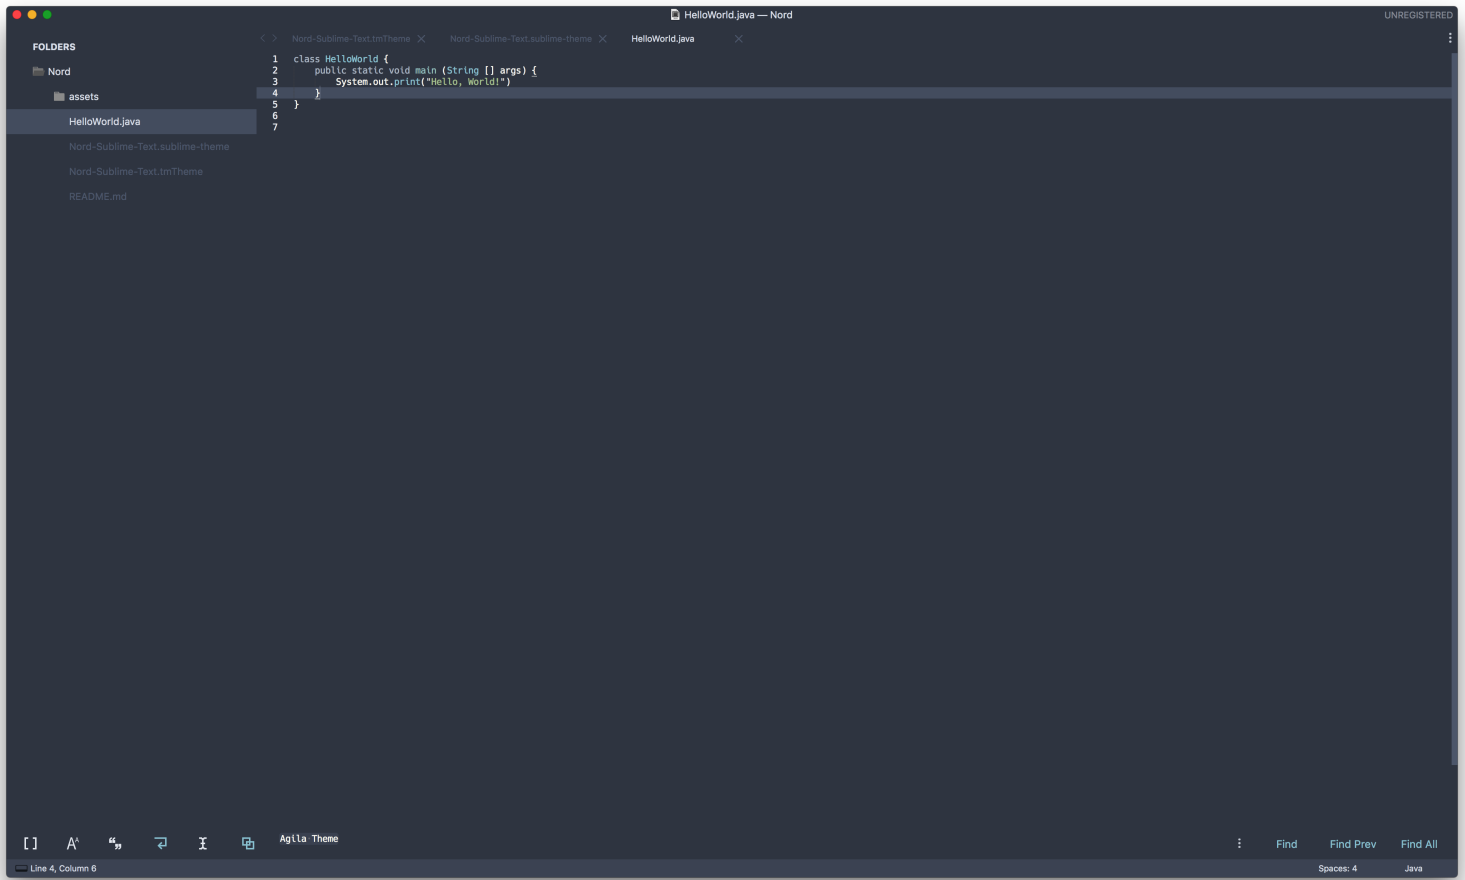 HelloWorld.java — Nord
UNREGISTERED
FOLDERS
Nord
assets
HelloWorld.java
Nord-Sublime-Text.sublime-theme
Nord-Sublime-Text.tmTheme
README.md
Nord-Sublime-Text.tmTheme
Nord-Sublime-Text.sublime-theme
HelloWorld.java
1 class HelloWorld {
2 public static void main (String [] args) {
3 System.out.print("Hello, World!")
4 }
5 }
6
7
Agila Theme
Find
Find Prev
Find All
Line 4, Column 6
Spaces: 4
Java